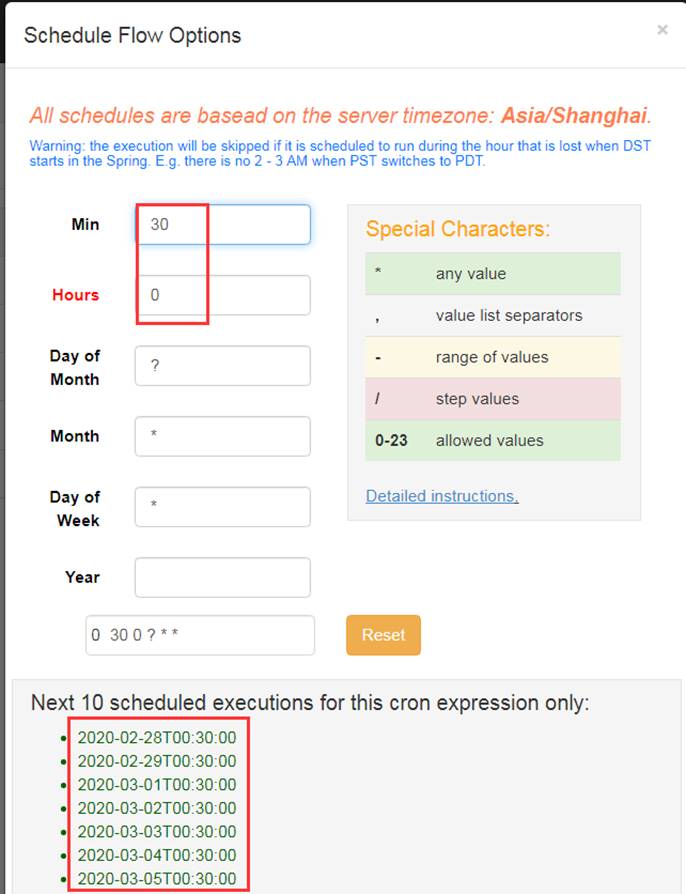 Schedule Flow Options
×
All schedules are basead on the server timezone: Asia/Shanghai.
Warning: the execution will be skipped if it is scheduled to run during the hour that is lost when DST
starts in the Spring. E.g. there is no 2 - 3 AM when PST switches to PDT.
Min 30
Hours 0
Day of
Month ?
Month *
Day of
Week *
Year
0 30 0 ? * *
Reset
Special Characters:
* any value
, value list separators
- range of values
/ step values
0-23 allowed values
Detailed instructions.
Next 10 scheduled executions for this cron expression only:
• 2020-02-28T00:30:00
• 2020-02-29T00:30:00
• 2020-03-01T00:30:00
• 2020-03-02T00:30:00
• 2020-03-03T00:30:00
• 2020-03-04T00:30:00
• 2020-03-05T00:30:00